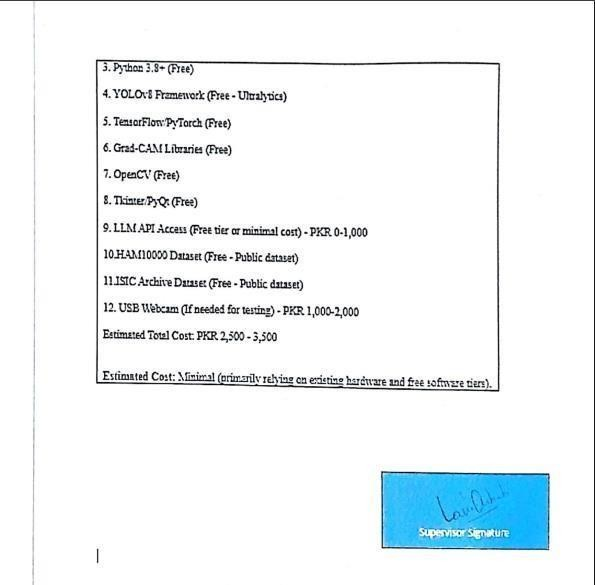 3. Python 3.8+ (Free)
4. YOLOv8 Framework (Free - Ultralytics)
5. TensorFlow/PyTorch (Free)
6. Grad-CAM Libraries (Free)
7. OpenCV (Free)
8. Tkinter/PyQt (Free)
9. LLM API Access (Free tier or minimal cost) - PKR 0-1,000
10.HAM10000 Dataset (Free - Public dataset)
11.ISIC Archive Dataset (Free - Public dataset)
12. USB Webcam (If needed for testing) - PKR 1,000-2,000
Estimated Total Cost: PKR 2,500 - 3,500
Estimated Cost: Minimal (primarily relying on existing hardware and free software tiers).
Supervisor Signature